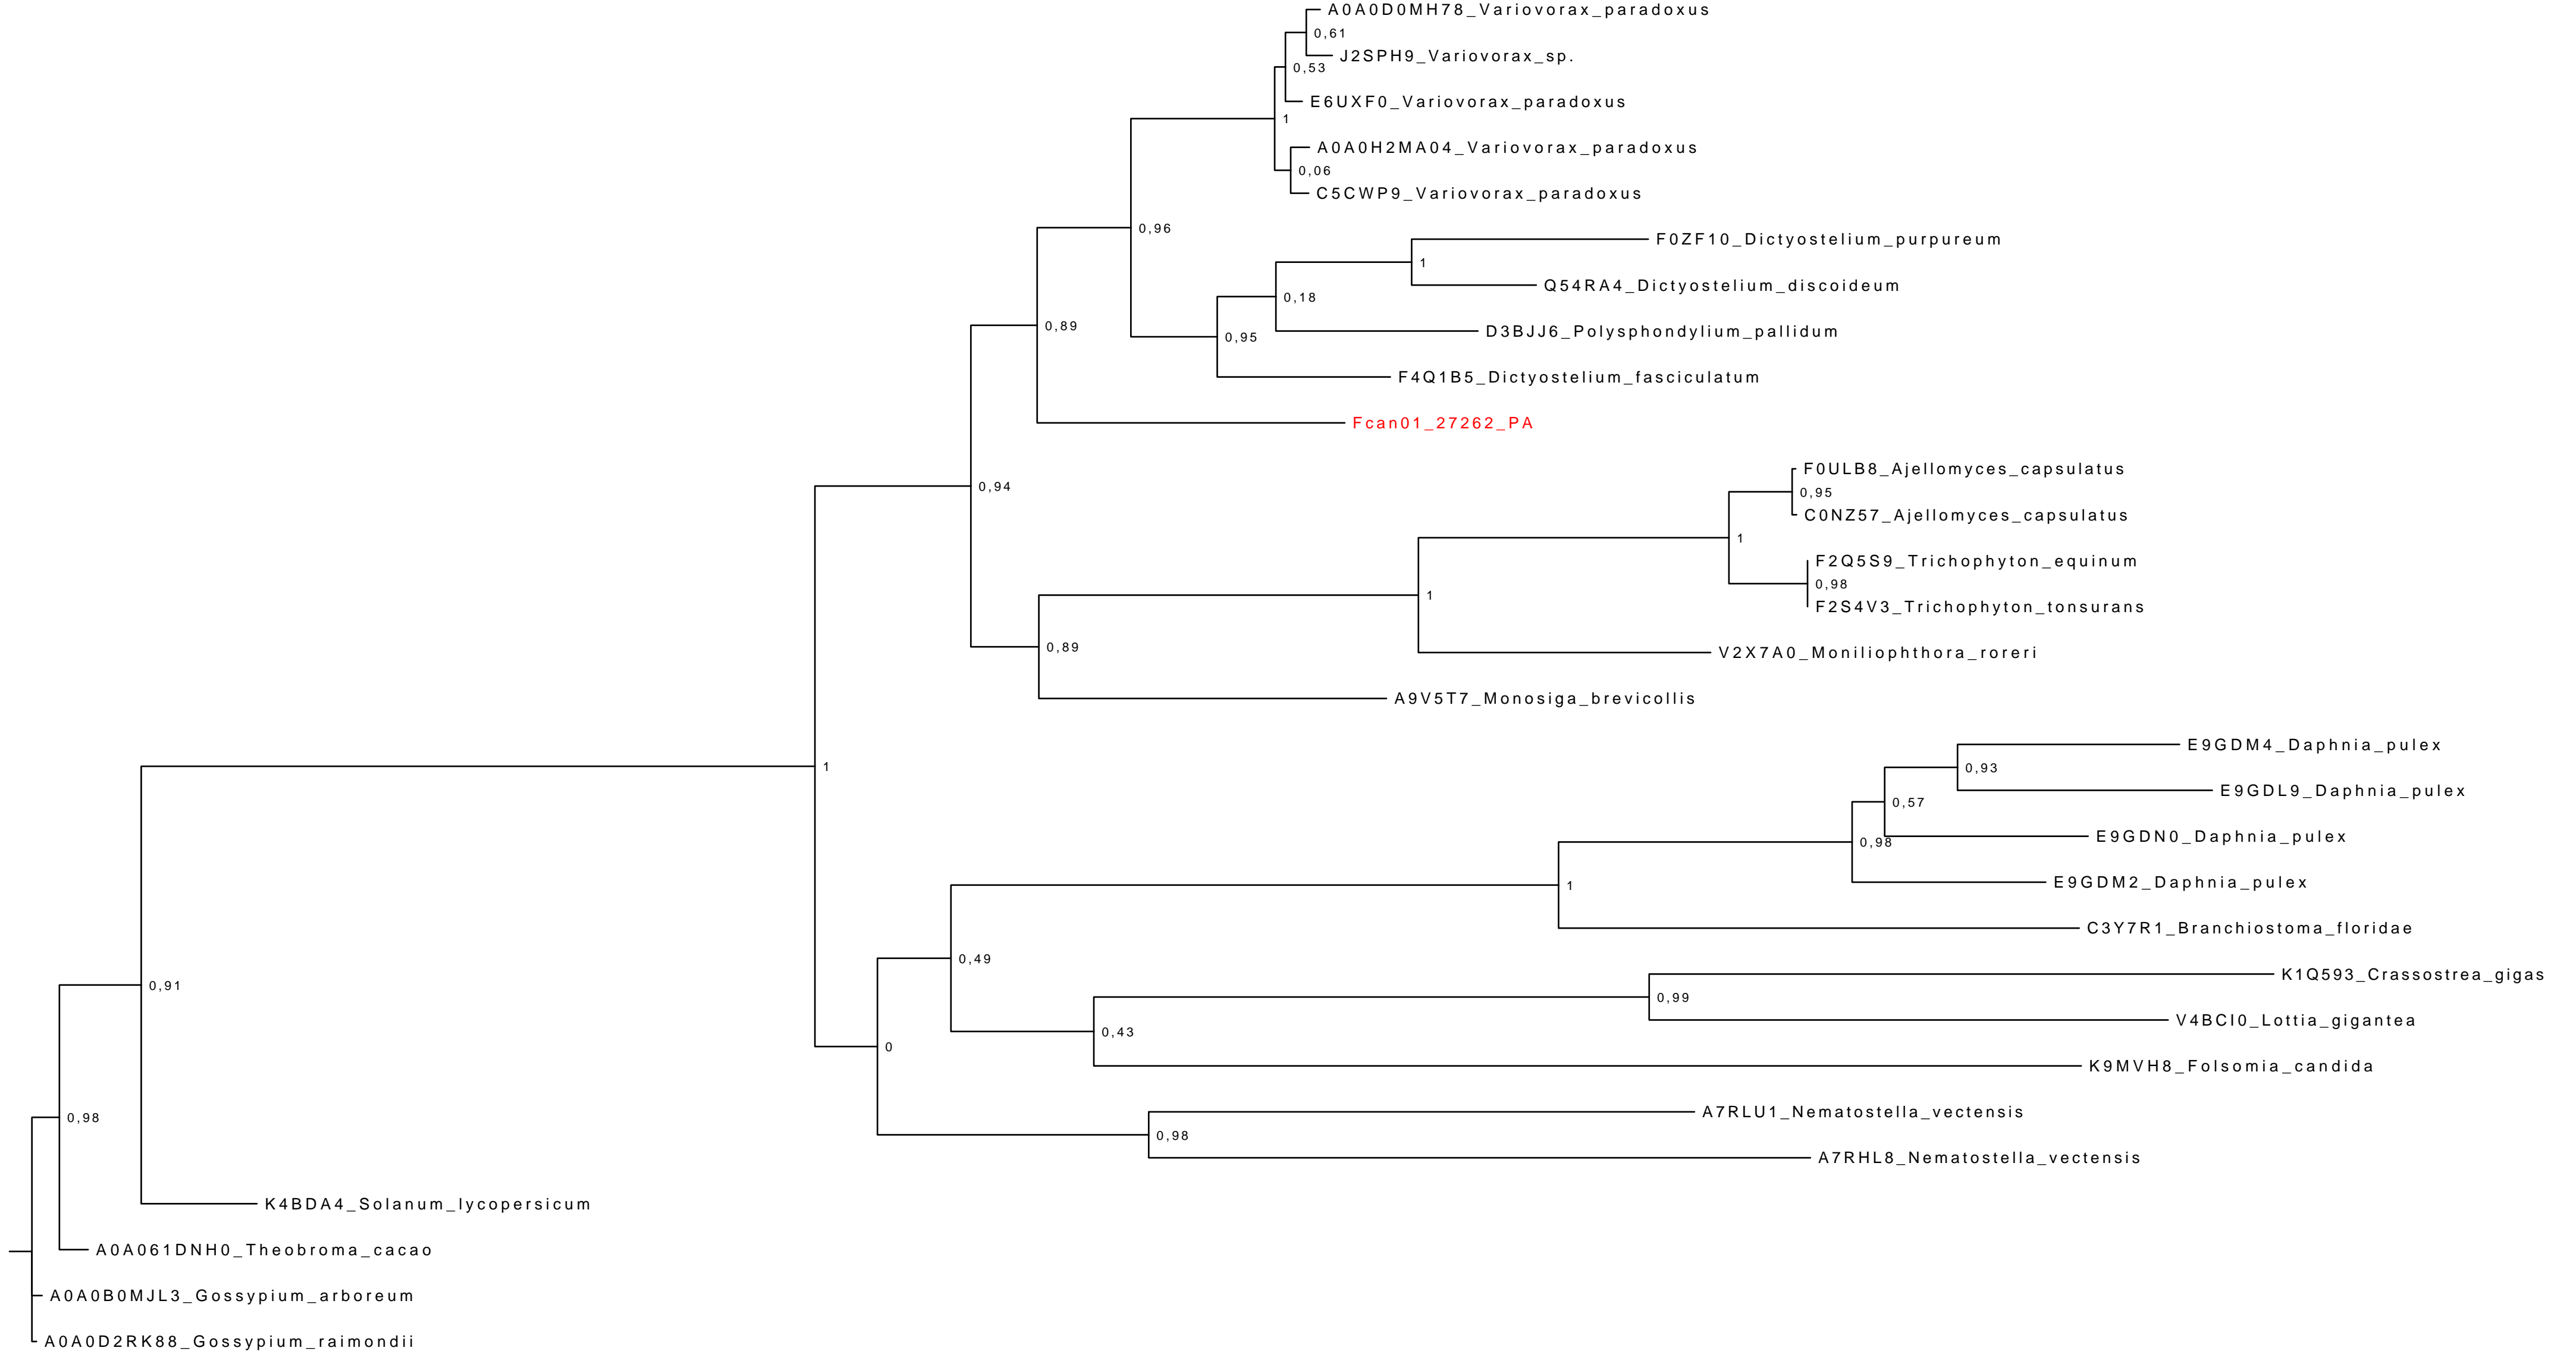 A0A0D0MH78_Variovorax_paradoxus
0,61
J2SPH9_Variovorax_sp.
0,53
E6UXF0_Variovorax_paradoxus
1
A0A0H2MA04_Variovorax_paradoxus
0,06
C5CWP9_Variovorax_paradoxus
0,96
F0ZF10_Dictyostelium_purpureum
1
Q54RA4_Dictyostelium_discoideum
0,18
D3BJJ6_Polysphondylium_pallidum
0,95
0,89
F4Q1B5_Dictyostelium_fasciculatum
Fcan01_27262_PA
F0ULB8_Ajellomyces_capsulatus
0,94
0,95
C0NZ57_Ajellomyces_capsulatus
1
F2Q5S9_Trichophyton_equinum
0,98
1
F2S4V3_Trichophyton_tonsurans
0,89
V2X7A0_Moniliophthora_roreri
A9V5T7_Monosiga_brevicollis
E9GDM4_Daphnia_pulex
1
0,93
E9GDL9_Daphnia_pulex
0,57
E9GDN0_Daphnia_pulex
0,98
E9GDM2_Daphnia_pulex
1
C3Y7R1_Branchiostoma_floridae
0,49
K1Q593_Crassostrea_gigas
0,91
0,99
V4BCI0_Lottia_gigantea
0,43
0
K9MVH8_Folsomia_candida
A7RLU1_Nematostella_vectensis
0,98
0,98
A7RHL8_Nematostella_vectensis
K4BDA4_Solanum_lycopersicum
A0A061DNH0_Theobroma_cacao
A0A0B0MJL3_Gossypium_arboreum
A0A0D2RK88_Gossypium_raimondii